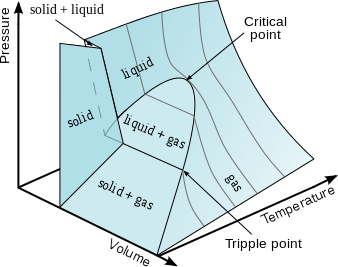 solid + liquid
Critical
point
Pressure
liquid
solid
liquid + gas
solid + gas
gas
Temperature
Volume
Tripple point